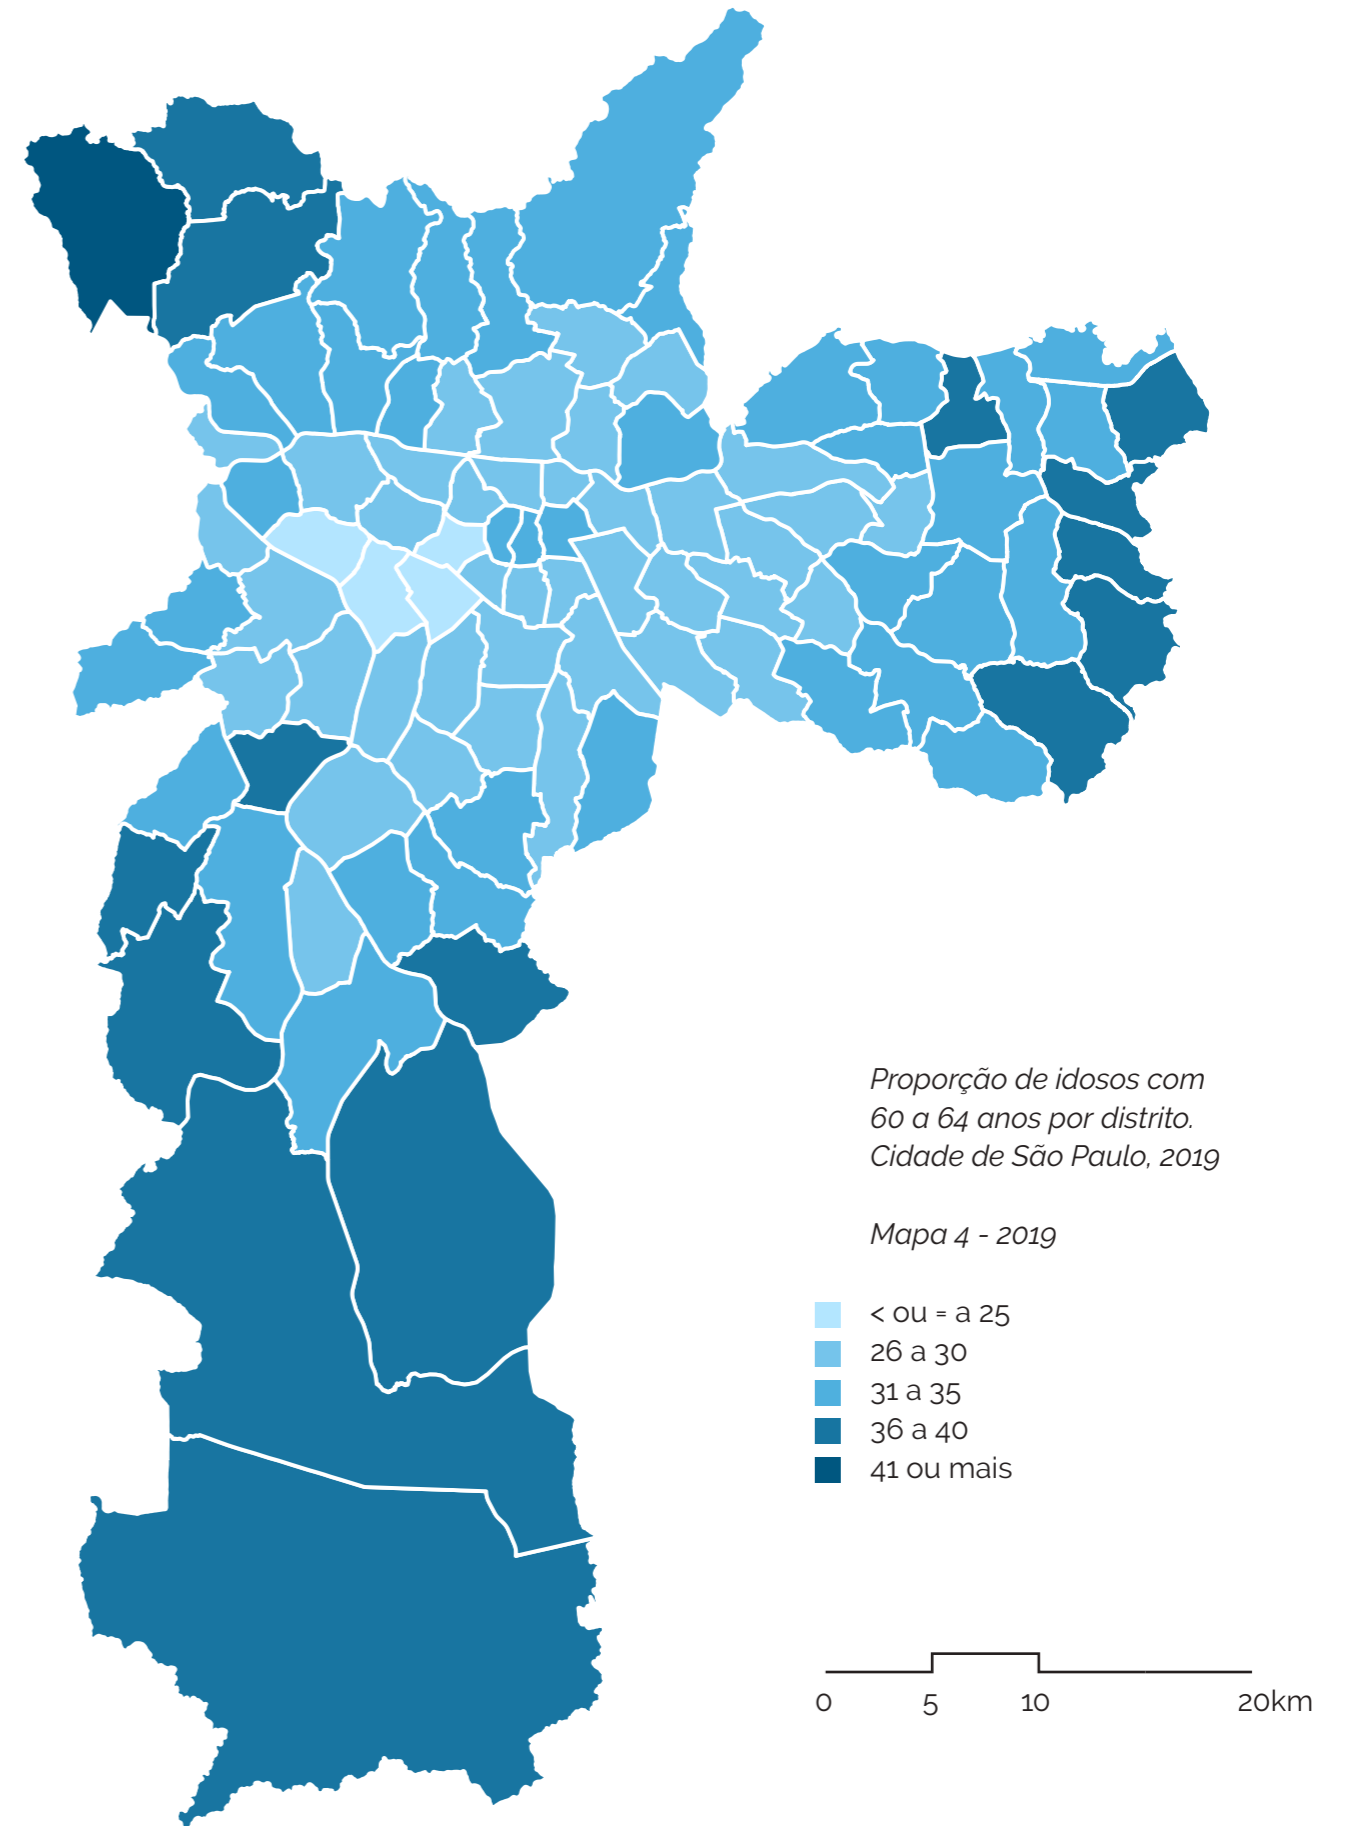 Proporção de idosos com
60 a 64 anos por distrito.
Cidade de São Paulo, 2019
Mapa 4 - 2019
< ou = a 25
26 a 30
31 a 35
36 a 40
41 ou mais
0 5 10 20km